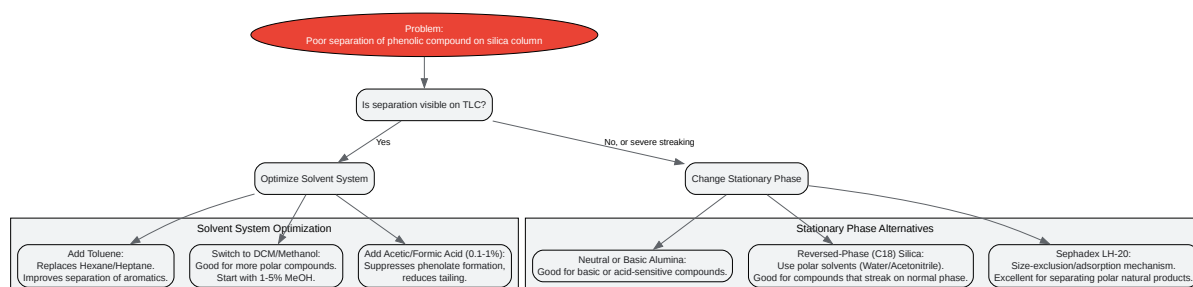 Problem:
Poor separation of phenolic compound on silica column
Is separation visible on TLC?
Yes
No, or severe streaking
Optimize Solvent System
Change Stationary Phase
Solvent System Optimization
Add Toluene:
Replaces Hexane/Heptane.
Improves separation of aromatics.
Switch to DCM/Methanol:
Good for more polar compounds.
Start with 1-5% MeOH.
Add Acetic/Formic Acid (0.1-1%):
Suppresses phenolate formation,
reduces tailing.
Stationary Phase Alternatives
Neutral or Basic Alumina:
Good for basic or acid-sensitive compounds.
Reversed-Phase (C18) Silica:
Use polar solvents (Water/Acetonitrile).
Good for compounds that streak on normal phase.
Sephadex LH-20:
Size-exclusion/adsorption mechanism.
Excellent for separating polar natural products.